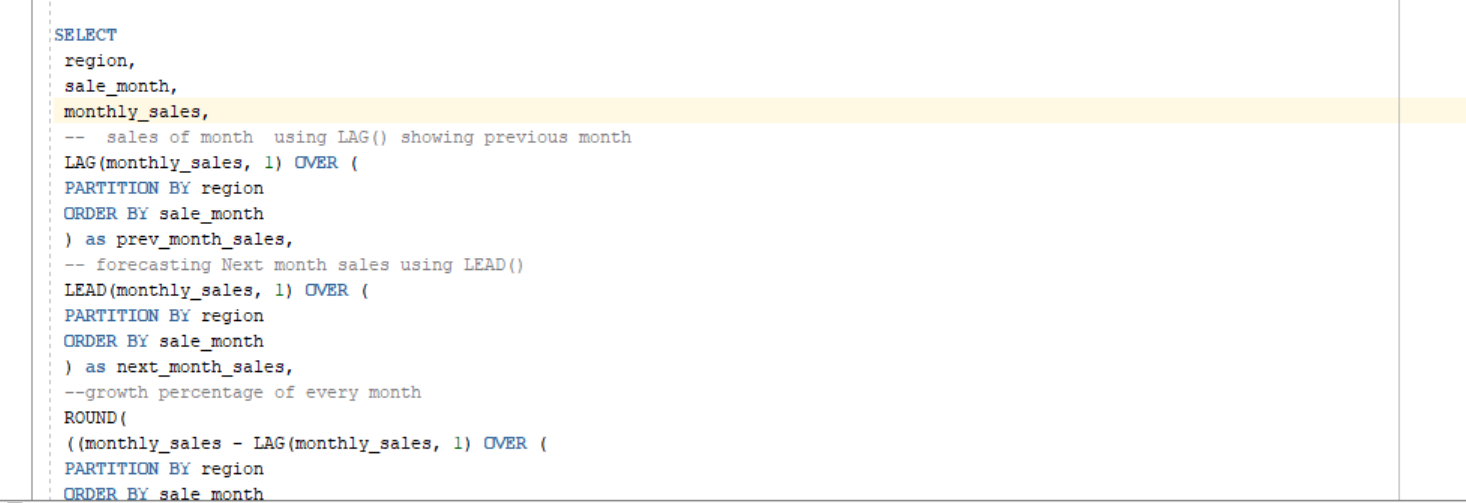 SELECT
region,
sale_month,
monthly_sales,
--  sales of month  using LAG() showing previous month
LAG(monthly_sales, 1) OVER (
PARTITION BY region
ORDER BY sale_month
) as prev_month_sales,
-- forecasting Next month sales using LEAD()
LEAD(monthly_sales, 1) OVER (
PARTITION BY region
ORDER BY sale_month
) as next_month_sales,
--growth percentage of every month
ROUND(
((monthly_sales - LAG(monthly_sales, 1) OVER (
PARTITION BY region
ORDER BY sale_month